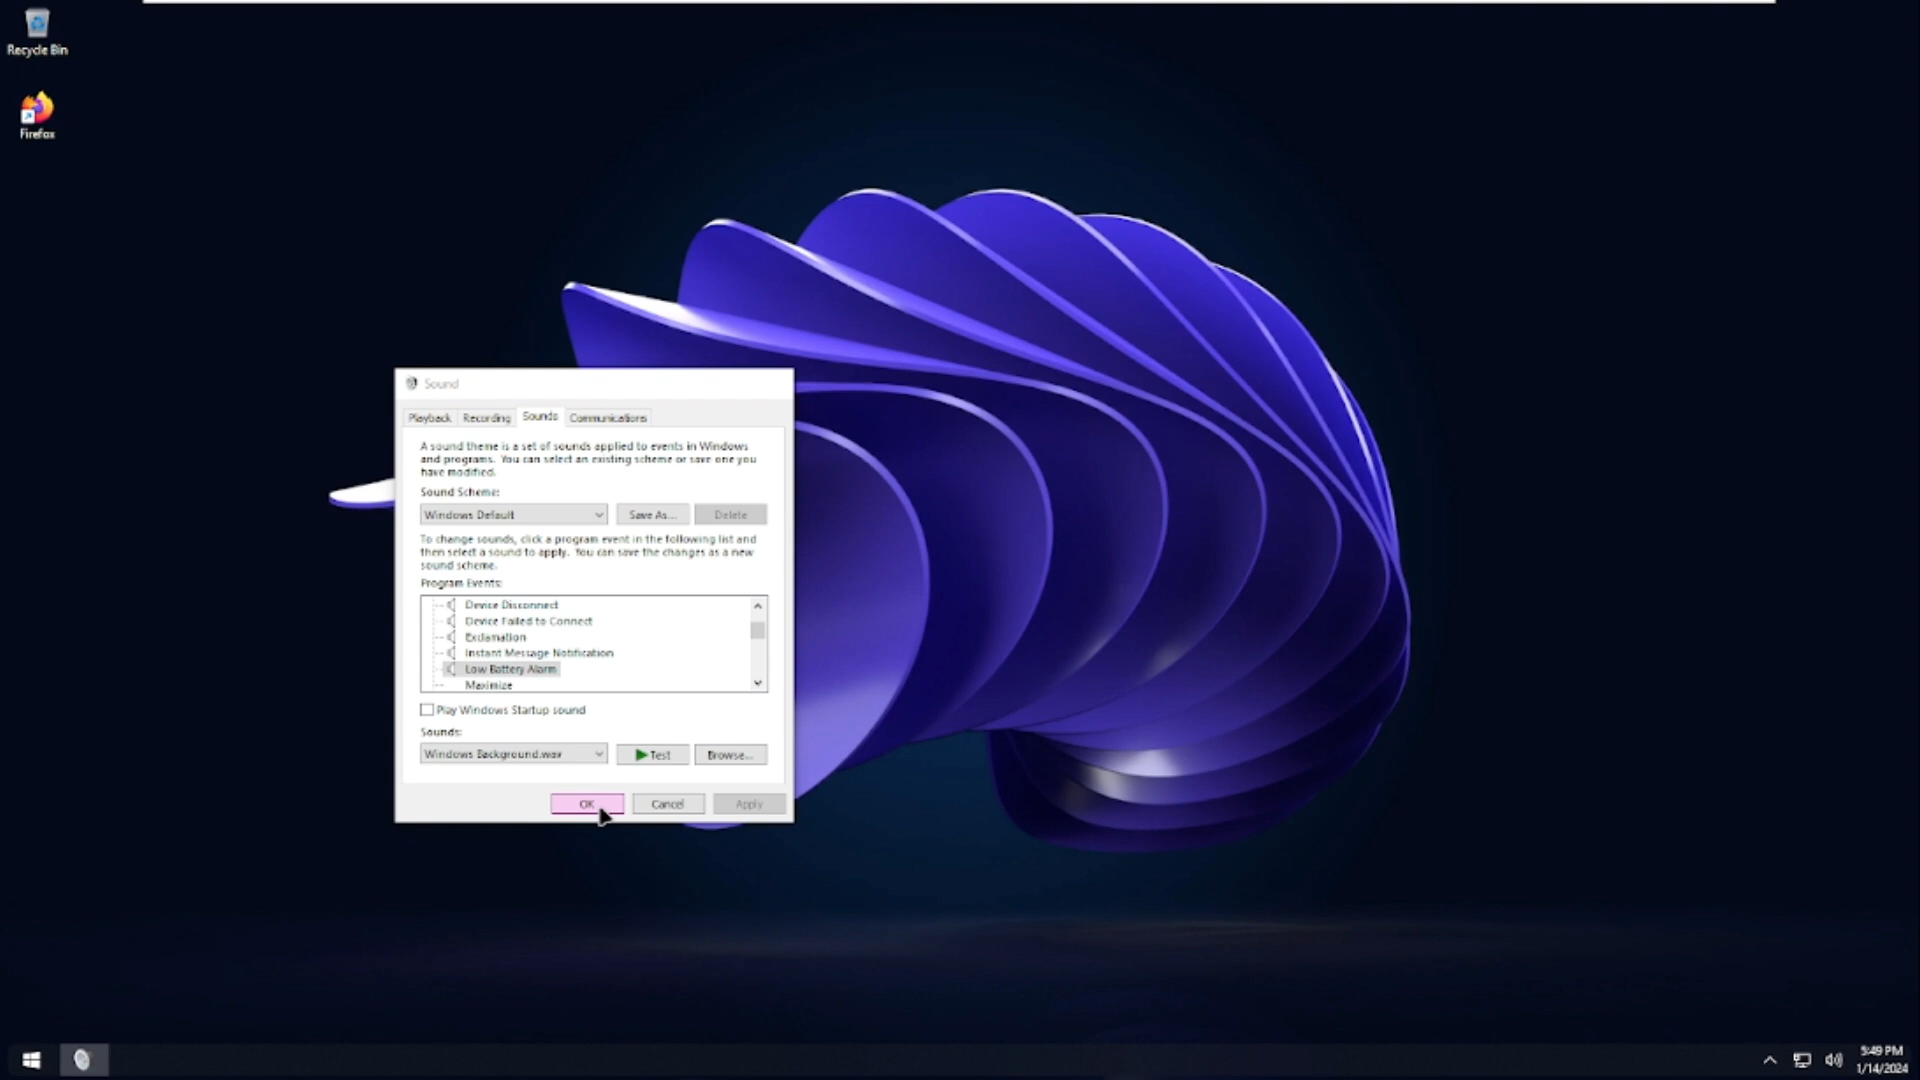 Recycle Bin
Firefox
Sound
Playback Recording Sounds Communications
A sound theme is a set of sounds applied to events in Windows
and programs. You can select an existing scheme or save one you
have modified.
Sound Scheme:
Windows Default Save As... Delete
To change sounds, click a program event in the following list and
then select a sound to apply. You can save the changes as a new
sound scheme.
Program Events:
Device Disconnect
Device Failed to Connect
Exclamation
Instant Message Notification
Low Battery Alarm
Maximize
Play Windows Startup sound
Sounds:
Windows Background.wav Test Browse...
OK Cancel Apply
5:49 PM
1/14/2024